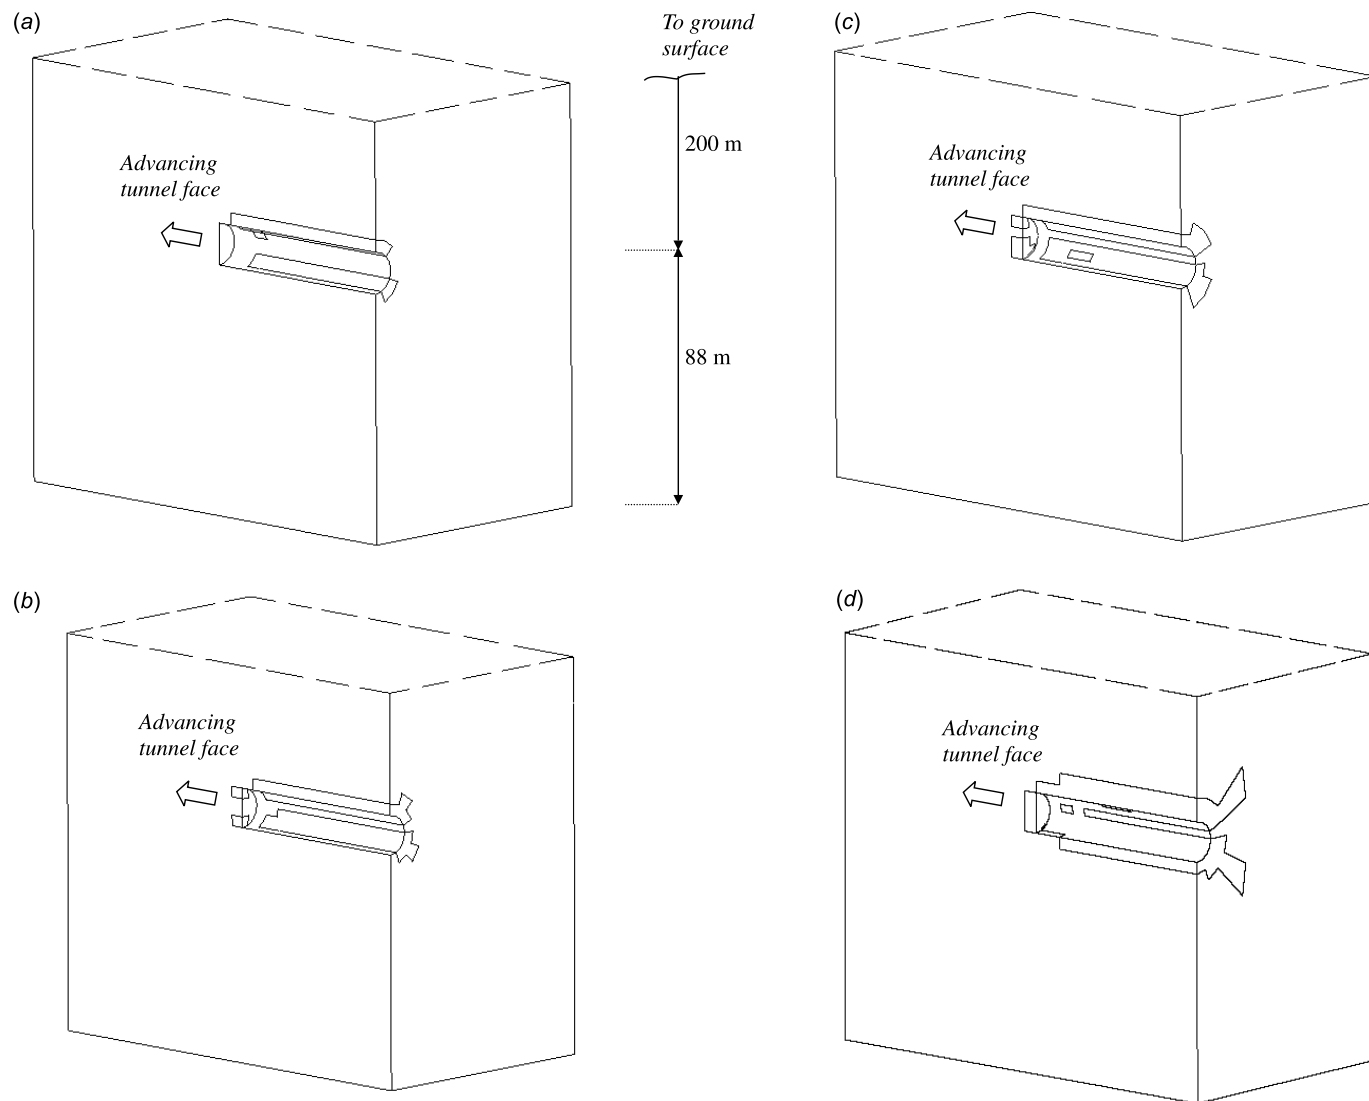 (a)
To ground
surface
(c)
200 m
Advancing
tunnel face
Advancing
tunnel face
88 m
(b)
(d)
Advancing
tunnel face
Advancing
tunnel face